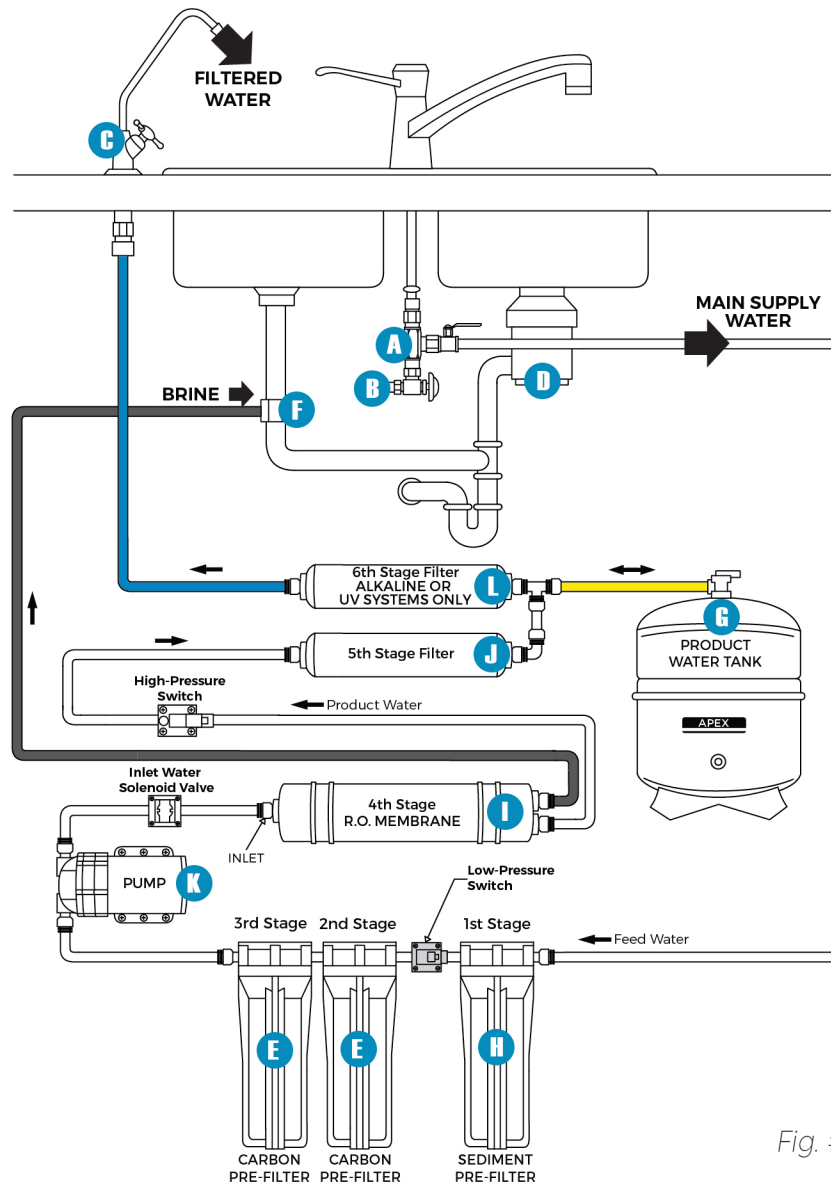 FILTERED
WATER
C
MAIN SUPPLY
WATER
A
B
D
BRINE
F
6th Stage Filter
ALKALINE OR
UV SYSTEMS ONLY
L
G
PRODUCT
WATER TANK
5th Stage Filter
J
High-Pressure
Switch
Product Water
APEX
Inlet Water
Solenoid Valve
4th Stage
R.O. MEMBRANE
I
INLET
PUMP
K
Low-Pressure
Switch
3rd Stage
2nd Stage
1st Stage
Feed Water
E
E
H
CARBON
PRE-FILTER
CARBON
PRE-FILTER
SEDIMENT
PRE-FILTER
Fig.